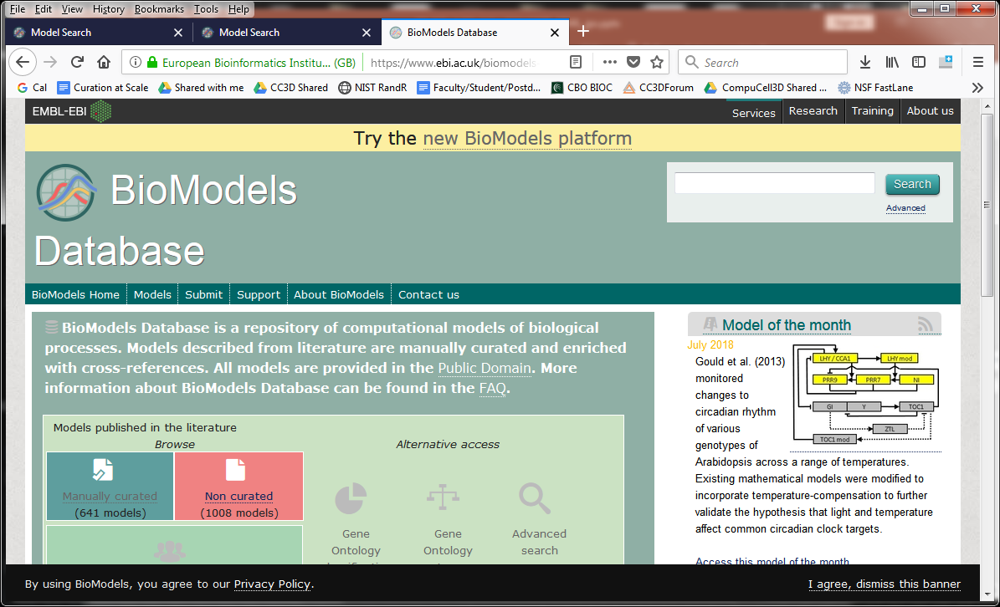 File Edit View History Bookmarks Tools Help
Model Search
Model Search
BioModels Database
European Bioinformatics Institu... (GB)
https://www.ebi.ac.uk/biomodels
Search
Cal
Curation at Scale
Shared with me
CC3D Shared
NIST RandR
Faculty/Student/Postd...
CBO BIOC
CC3DForum
CompuCell3D Shared ...
NSF FastLane
EMBL-EBI
Services
Research
Training
About us
Try the new BioModels platform
BioModels
Database
Search
Advanced
BioModels Home
Models
Submit
Support
About BioModels
Contact us
BioModels Database is a repository of computational models of biological
processes. Models described from literature are manually curated and enriched
with cross-references. All models are provided in the Public Domain. More
information about BioModels Database can be found in the FAQ.
Models published in the literature
Browse
Alternative access
Manually curated
(641 models)
Non curated
(1008 models)
Gene
Ontology
Gene
Ontology
Advanced
search
Model of the month
July 2018
Gould et al. (2013)
monitored
changes to
circadian rhythm
of various
genotypes of
Arabidopsis across a range of temperatures.
Existing mathematical models were modified to
incorporate temperature-compensation to further
validate the hypothesis that light and temperature
affect common circadian clock targets.
LHY / CCA1
LHY mod
PRR9
PRR7
NI
GI
Y
TOC1
ZTL
TOC1 mod
Access this model of the month
By using BioModels, you agree to our Privacy Policy.
I agree, dismiss this banner